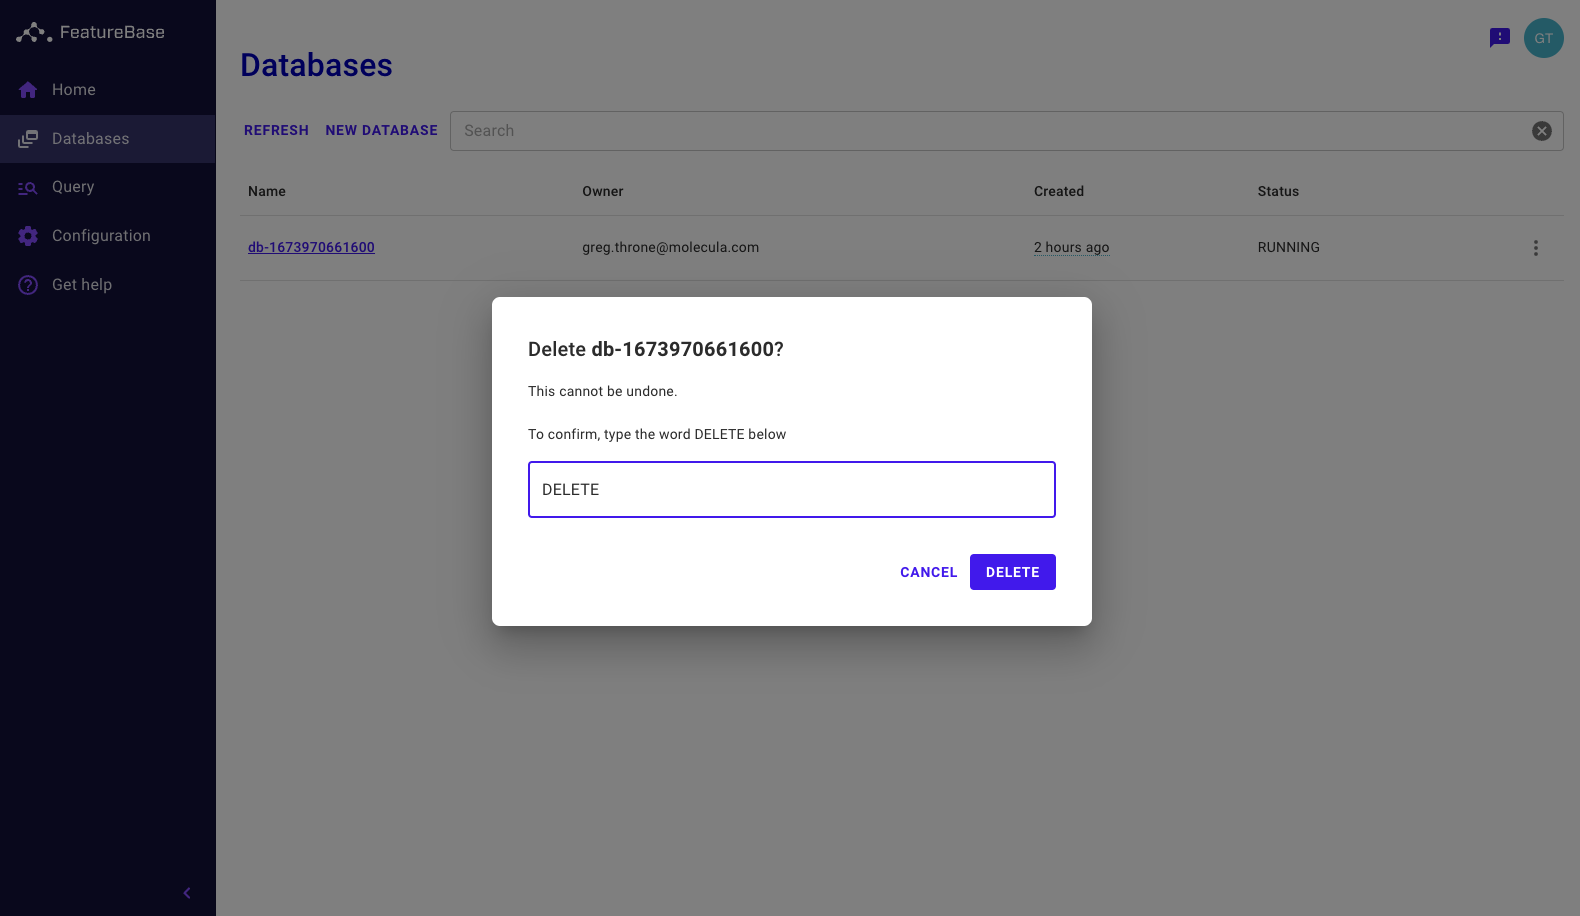 FeatureBase
Home
Databases
Query
Configuration
Get help
GT
Databases
REFRESH NEW DATABASE Search
Name Owner Created Status
db-1673970661600 greg.throne@molecula.com 2 hours ago RUNNING
Delete db-1673970661600?
This cannot be undone.
To confirm, type the word DELETE below
DELETE
CANCEL DELETE